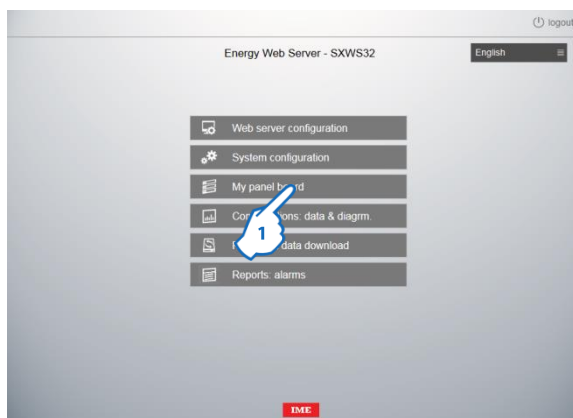 logout
Energy Web Server - SXWS32
English
Web server configuration
System configuration
My panel
data & diagrm.
1
data download
Reports: alarms
IME